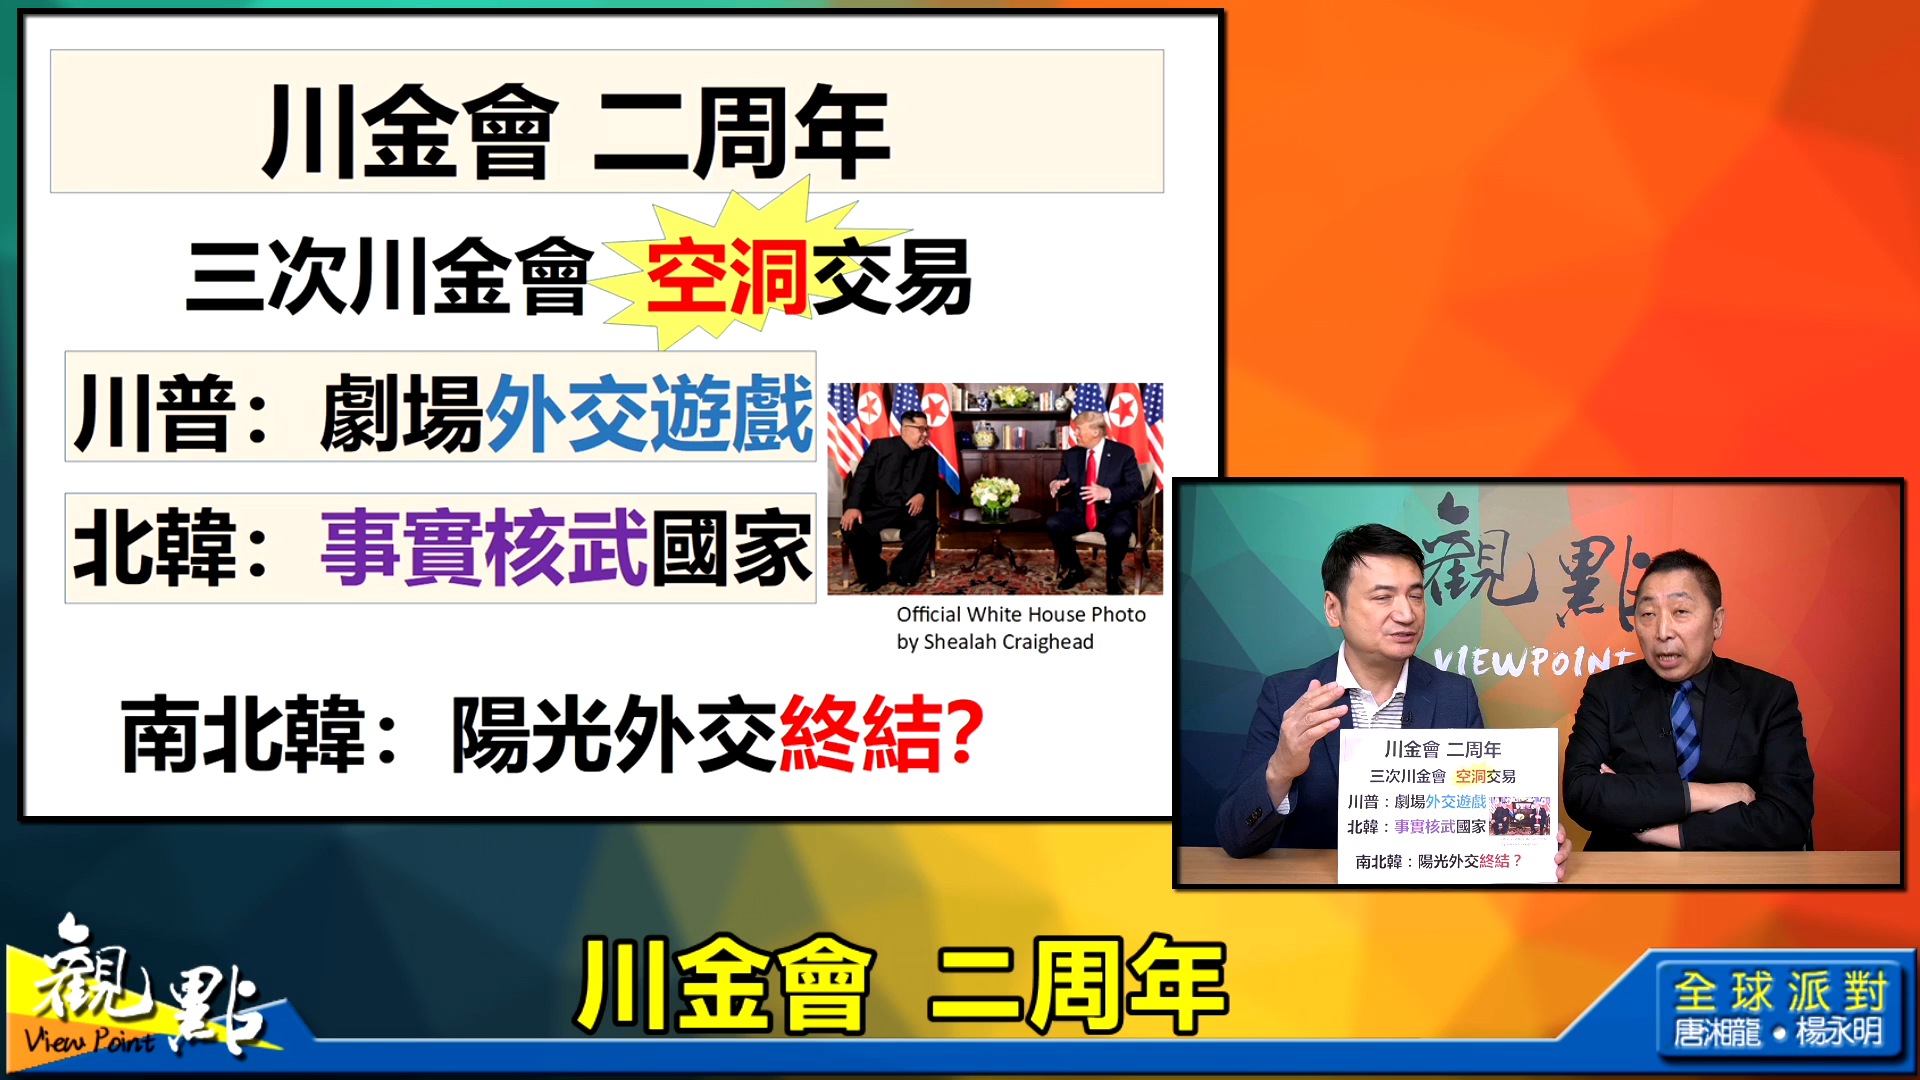 川金會 二周年
三次川金會 空洞交易
川普：劇場外交遊戲
北韓：事實核武國家
Official White House Photo
by Shealah Craighead
南北韓：陽光外交終結？
觀點
VIEWPOINT
川金會 二周年
三次川金會 空洞交易
川普：劇場外交遊戲
北韓：事實核武國家
南北韓：陽光外交終結？
觀點
View Point
川金會 二周年
全球派對
唐湘龍・楊永明